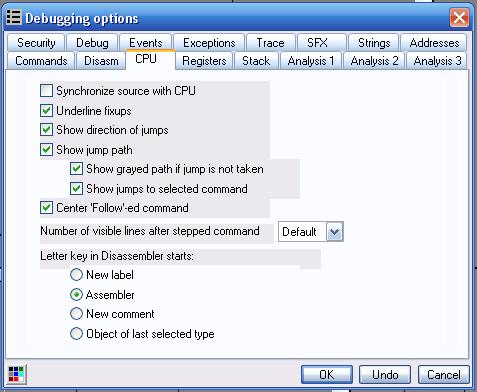 Debugging options
Security Debug Events Exceptions Trace SFX Strings Addresses
Commands Disasm CPU Registers Stack Analysis 1 Analysis 2 Analysis 3
Synchronize source with CPU
Underline fixups
Show direction of jumps
Show jump path
Show grayed path if jump is not taken
Show jumps to selected command
Center 'Follow'-ed command
Number of visible lines after stepped command Default
Letter key in Disassembler starts:
New label
Assembler
New comment
Object of last selected type
OK Undo Cancel